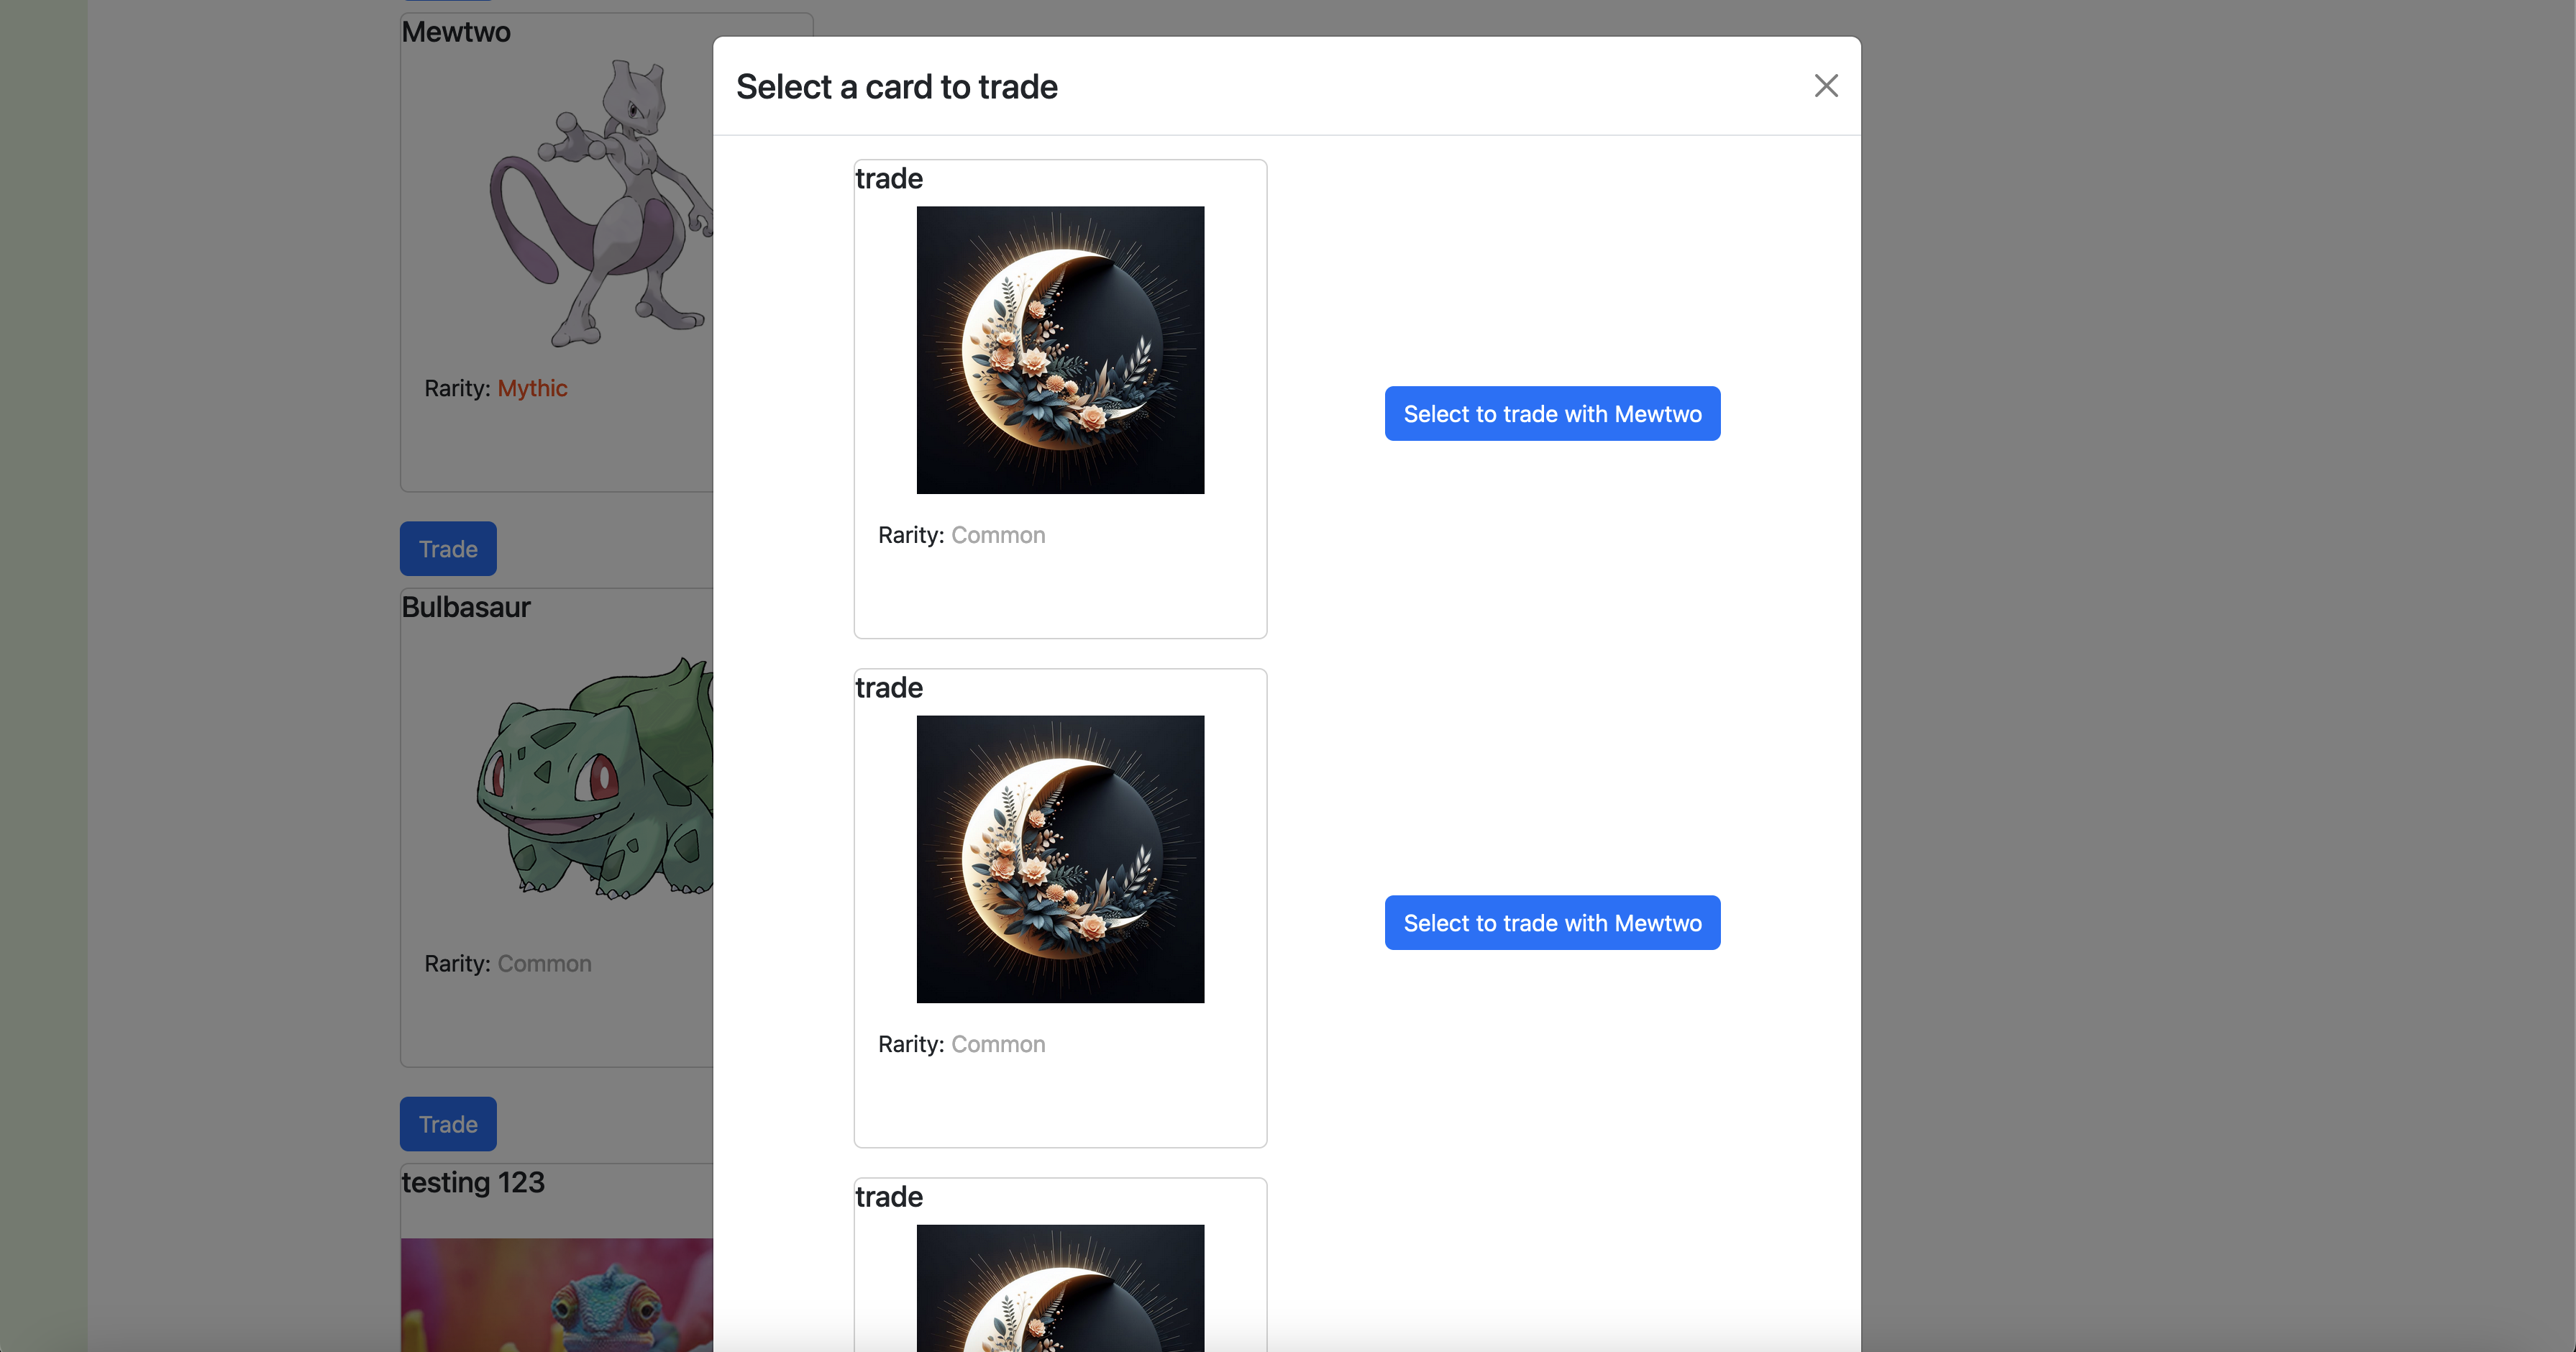 Mewtwo
Rarity: Mythic
Trade
Bulbasaur
Rarity: Common
Trade
testing 123
Select a card to trade
trade
Rarity: Common
Select to trade with Mewtwo
trade
Rarity: Common
Select to trade with Mewtwo
trade